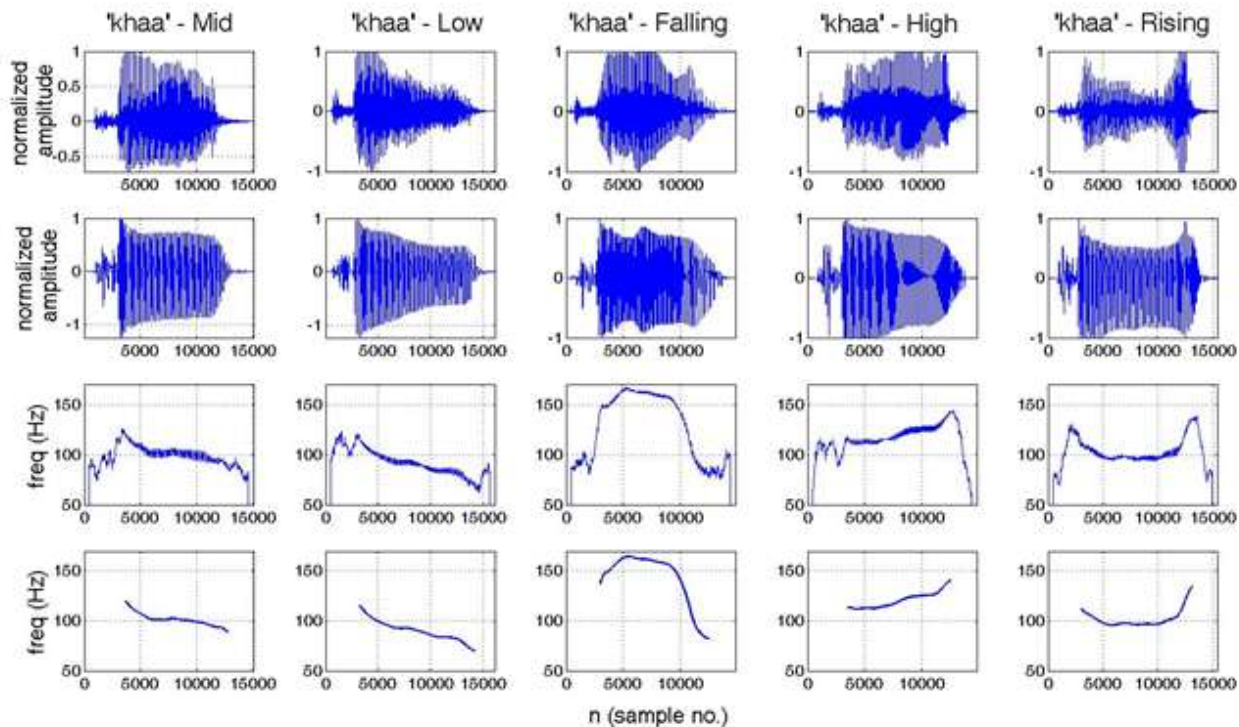 'khaa' - Mid 'khaa' - Low 'khaa' - Falling 'khaa' - High 'khaa' - Rising
normalized amplitude
1 0.5 0 -0.5
1 0 -1
1 0 -1
1 0 -1
1 0 -1
5000 10000 15000 0 5000 10000 15000 0 5000 10000 0 5000 10000 0 5000 10000 15000
normalized amplitude
1 0 -1
1 0 -1
1 0 -1
1 0 -1
1 0 -1
5000 10000 15000 0 5000 10000 15000 0 5000 10000 0 5000 10000 0 5000 10000 15000
freq (Hz)
150 100 50
150 100 50
150 100 50
150 100 50
150 100 50
0 5000 10000 15000 0 5000 10000 15000 0 5000 10000 0 5000 10000 0 5000 10000 15000
freq (Hz)
150 100 50
150 100 50
150 100 50
150 100 50
150 100 50
0 5000 10000 15000 0 5000 10000 15000 0 5000 10000 0 5000 10000 0 5000 10000 15000
n (sample no.)